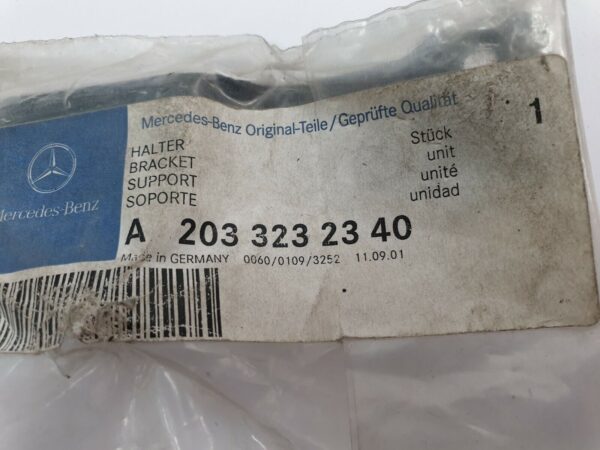 Mercedes-Benz Original-Teile/Geprüfte Qualität
1
HALTER Stück
BRACKET unit
SUPPORT unité
SOPORTE unidad
Mercedes-Benz
A 203 323 23 40
Made in GERMANY 0060/0109/3252 11.09.01